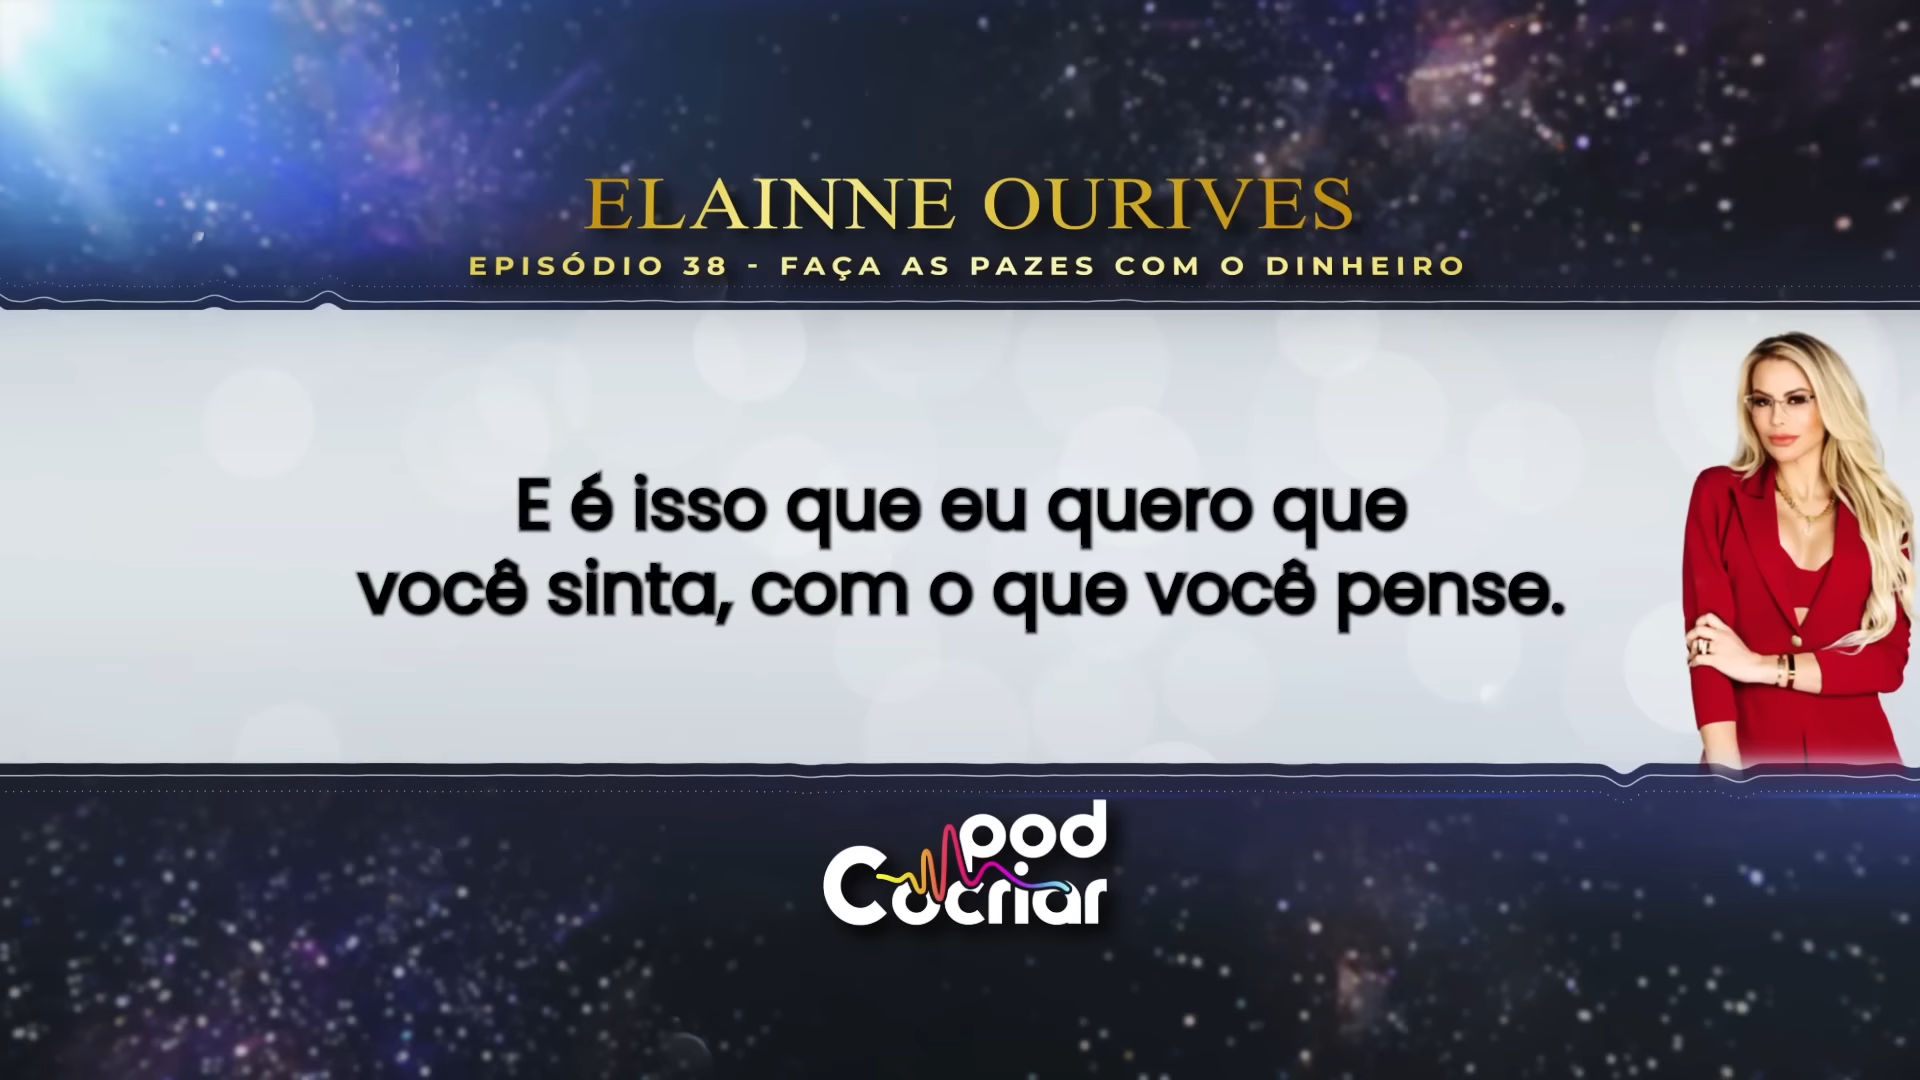 ELAINNE OURIVES
EPISÓDIO 38 - FAÇA AS PAZES COM O DINHEIRO
E é isso que eu quero que
você sinta, com o que você pense.
pod
Cocriar